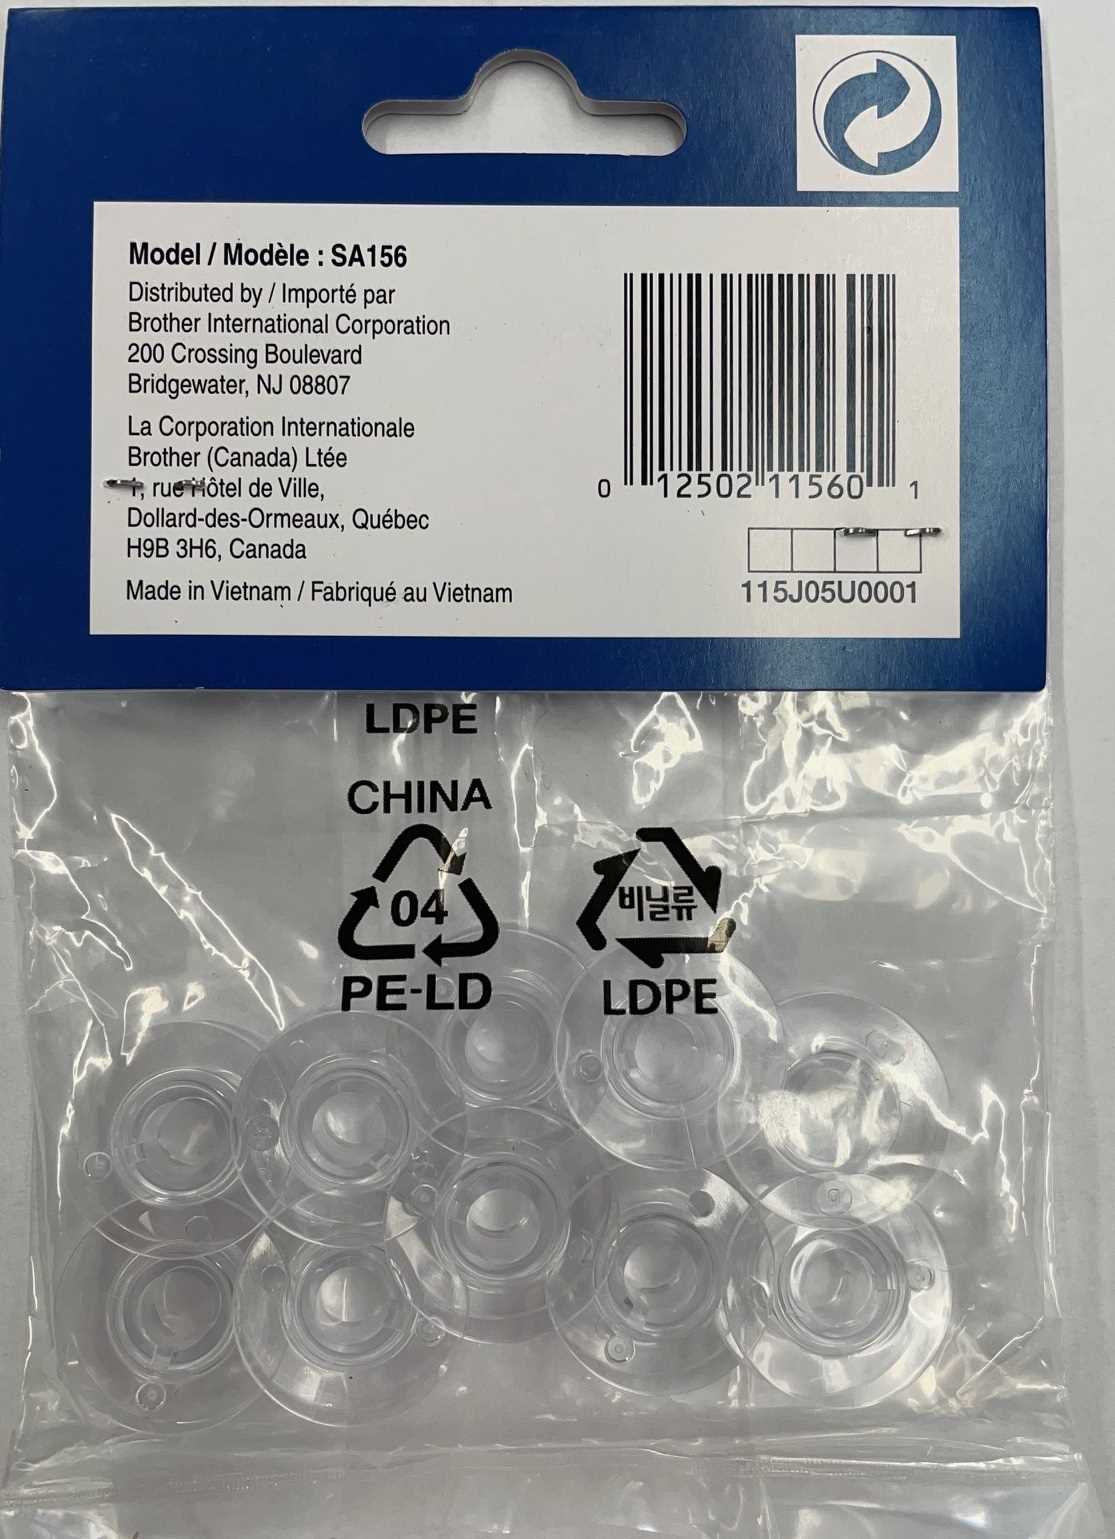 Model / Modèle : SA156
Distributed by / Importé par
Brother International Corporation
200 Crossing Boulevard
Bridgewater, NJ 08807
La Corporation Internationale
Brother (Canada) Ltée
1, rue Hôtel de Ville,
Dollard-des-Ormeaux, Québec
H9B 3H6, Canada
Made in Vietnam / Fabriqué au Vietnam
0 12502 11560 1
115J05U0001
LDPE
CHINA
04
PE-LD
비닐류
LDPE